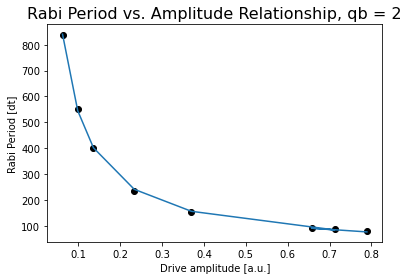 Rabi Period vs. Amplitude Relationship, qb = 2
Rabi Period [dt]
800
700
600
500
400
300
200
100
0.1 0.2 0.3 0.4 0.5 0.6 0.7 0.8
Drive amplitude [a.u.]